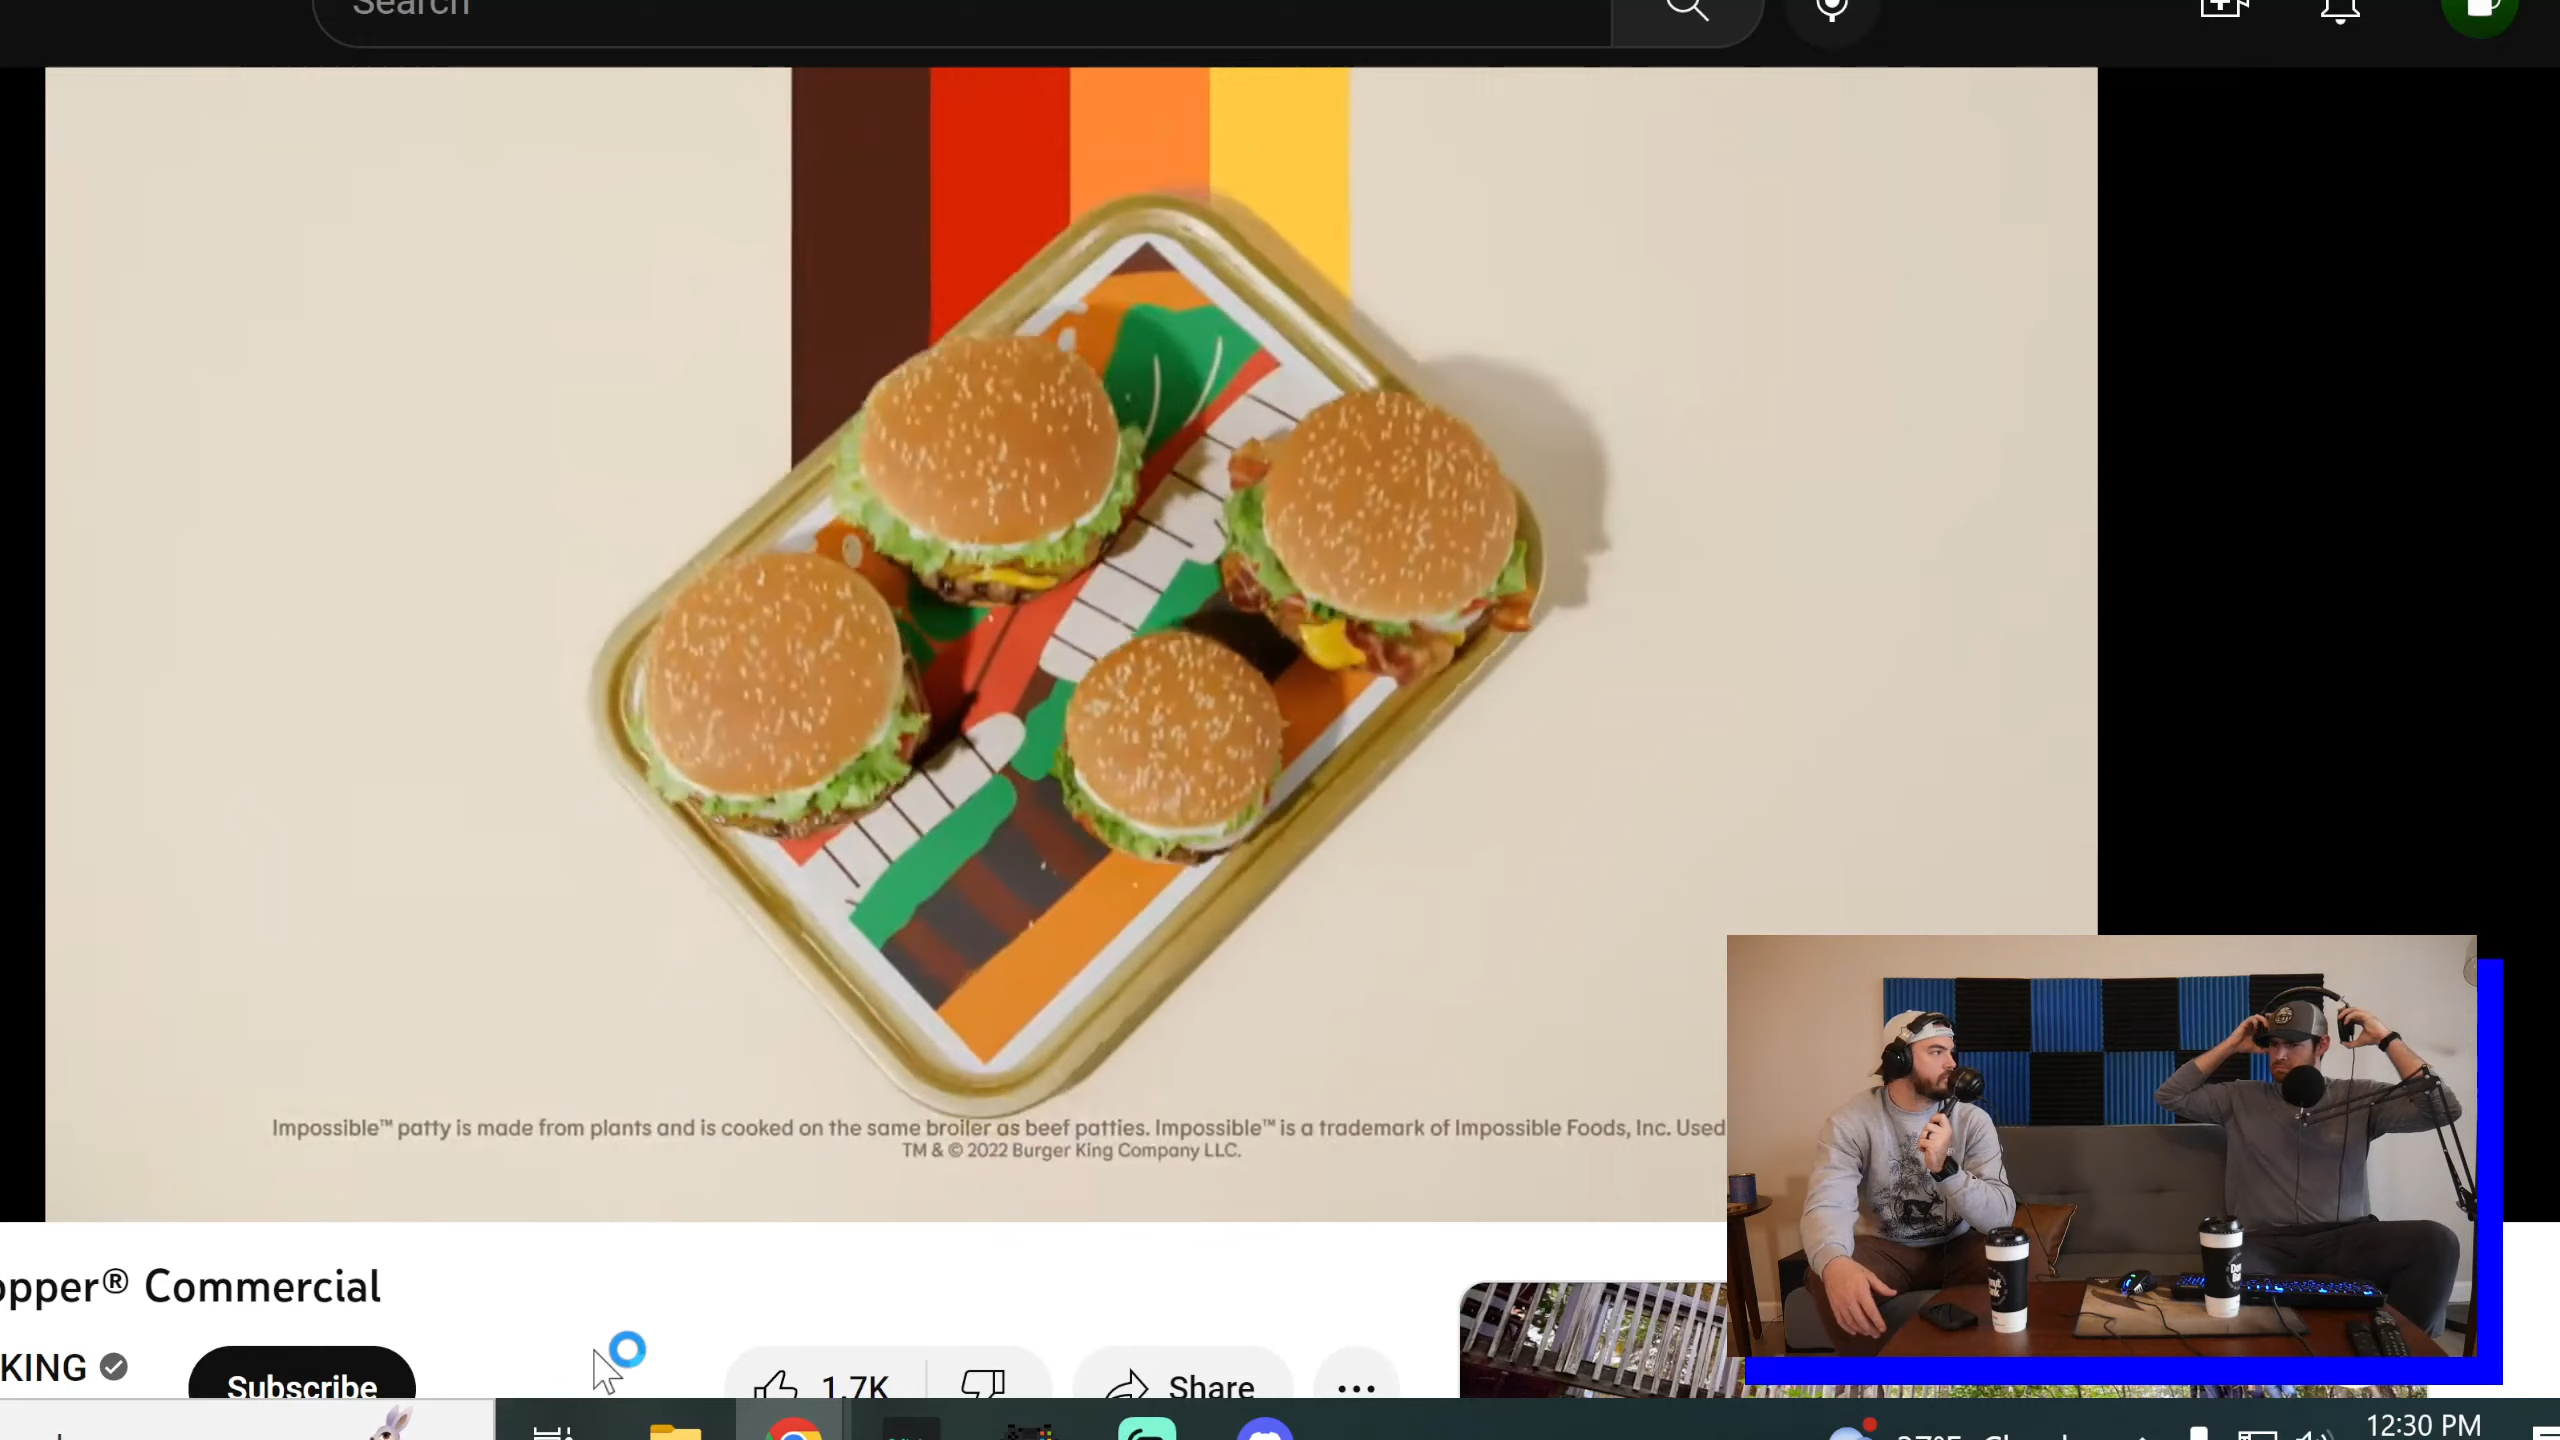 Search
Impossible™ patty is made from plants and is cooked on the same broiler as beef patties. Impossible™ is a trademark of Impossible Foods, Inc. Used
TM & © 2022 Burger King Company LLC.
opper® Commercial
KING
Subscribe
1.7K
Share
12:30 PM